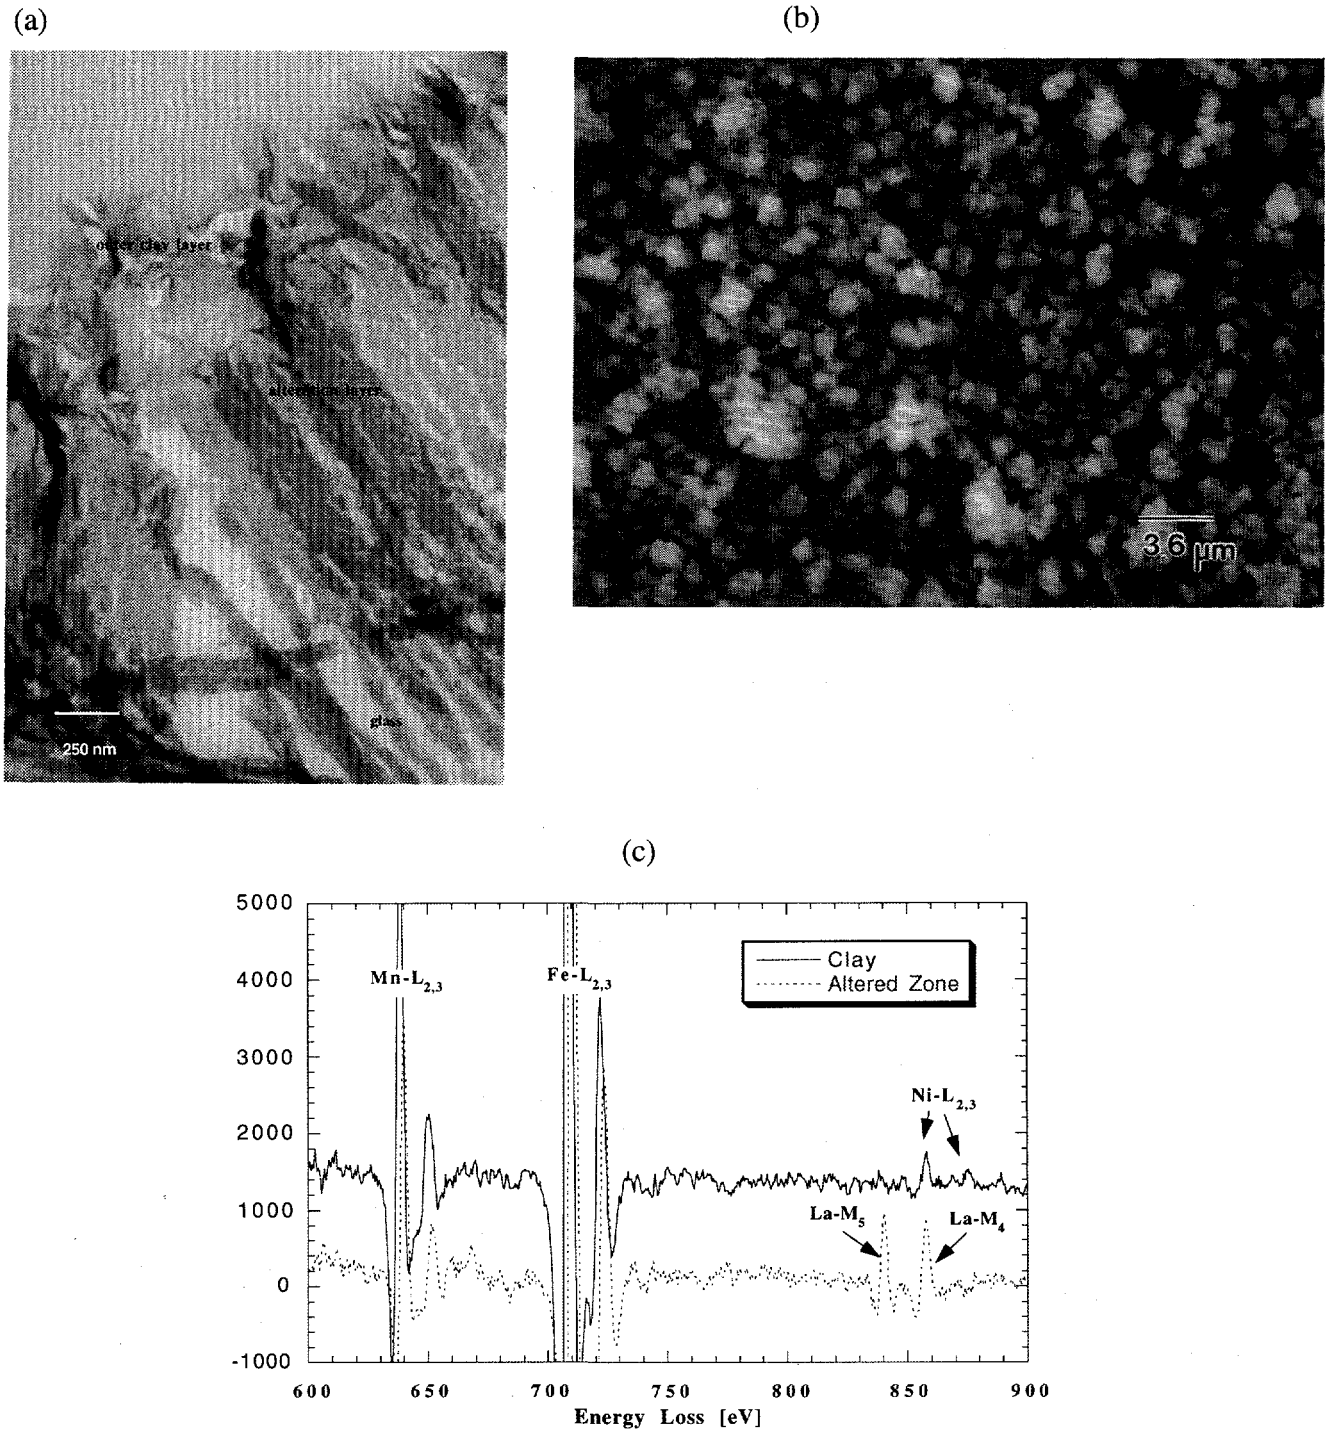 (a)
(b)
outer clay layer
alteration layer
glass
250 nm
3.6 μm
(c)
5000
4000
3000
2000
1000
0
-1000
Mn-L2,3
Fe-L2,3
Clay
Altered Zone
Ni-L2,3
La-M5
La-M4
600 650 700 750 800 850 900
Energy Loss [eV]